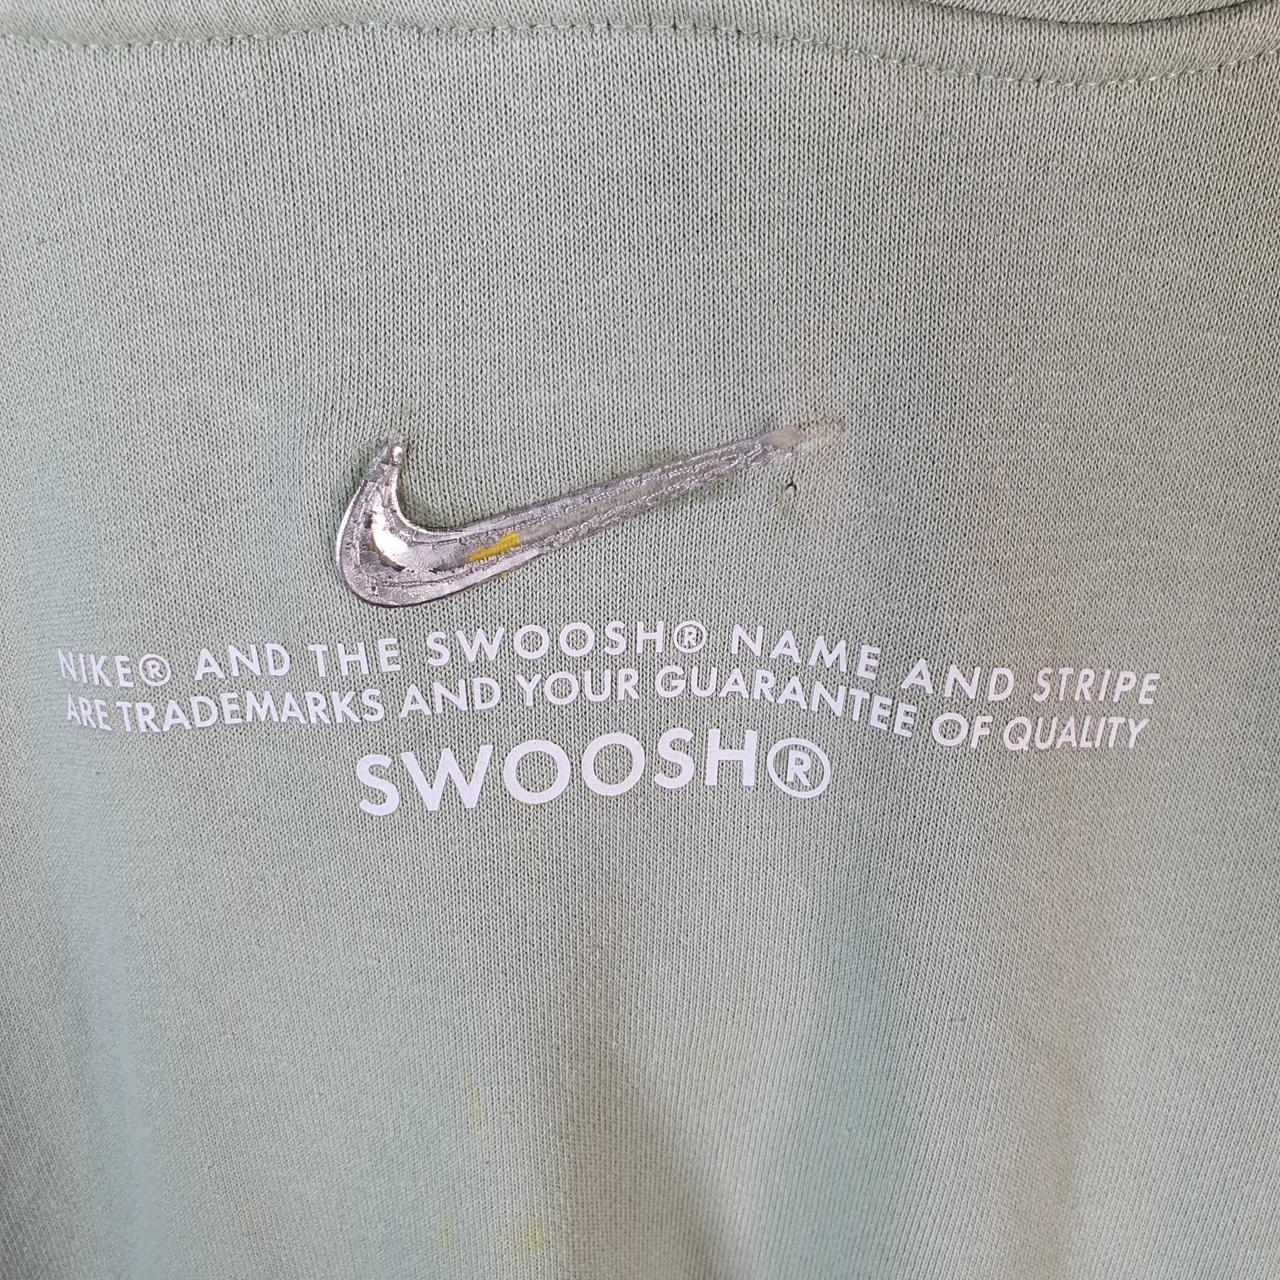 NIKE® AND THE SWOOSH® NAME AND STRIPE
ARE TRADEMARKS AND YOUR GUARANTEE OF QUALITY
SWOOSH®